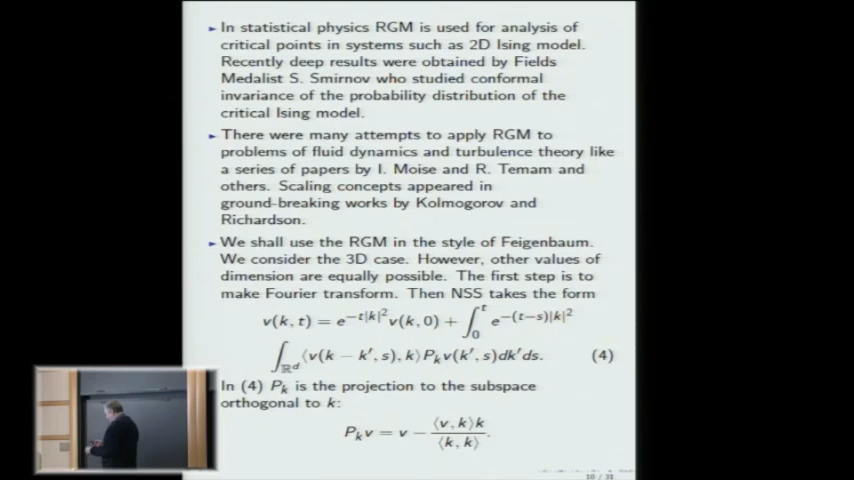 ► In statistical physics RGM is used for analysis of
critical points in systems such as 2D Ising model.
Recently deep results were obtained by Fields
Medalist S. Smirnov who studied conformal
invariance of the probability distribution of the
critical Ising model.
► There were many attempts to apply RGM to
problems of fluid dynamics and turbulence theory like
a series of papers by I. Moise and R. Temam and
others. Scaling concepts appeared in
ground-breaking works by Kolmogorov and
Richardson.
► We shall use the RGM in the style of Feigenbaum.
We consider the 3D case. However, other values of
dimension are equally possible. The first step is to
make Fourier transform. Then NSS takes the form
v(k, t) = e^{-t|k|^2} v(k, 0) + ∫_0^t e^{-(t-s)|k|^2}
∫_{ℝ^d} ⟨v(k − k′, s), k⟩P_k v(k′, s)dk′ds. (4)
In (4) P_k is the projection to the subspace
orthogonal to k:
P_k v = v − ⟨v, k⟩k / ⟨k, k⟩.
10 / 31